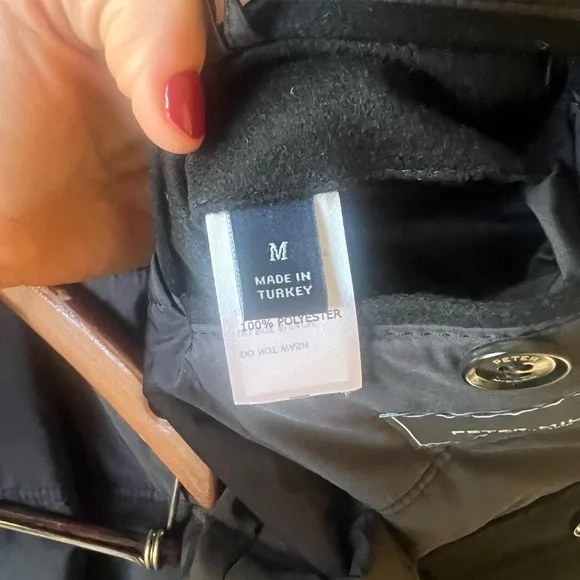 M
MADE IN
TURKEY
100% POLYESTER
DO NOT WASH
PETER